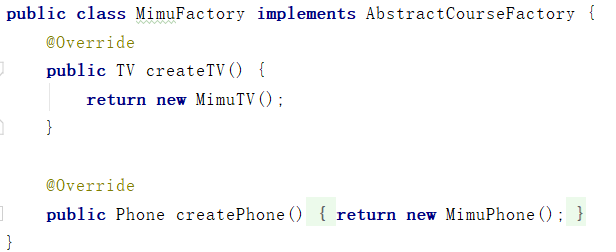 public class MimuFactory implements AbstractCourseFactory {
@Override
public TV createTV() {
return new MimuTV();
}
@Override
public Phone createPhone() { return new MimuPhone(); }
}